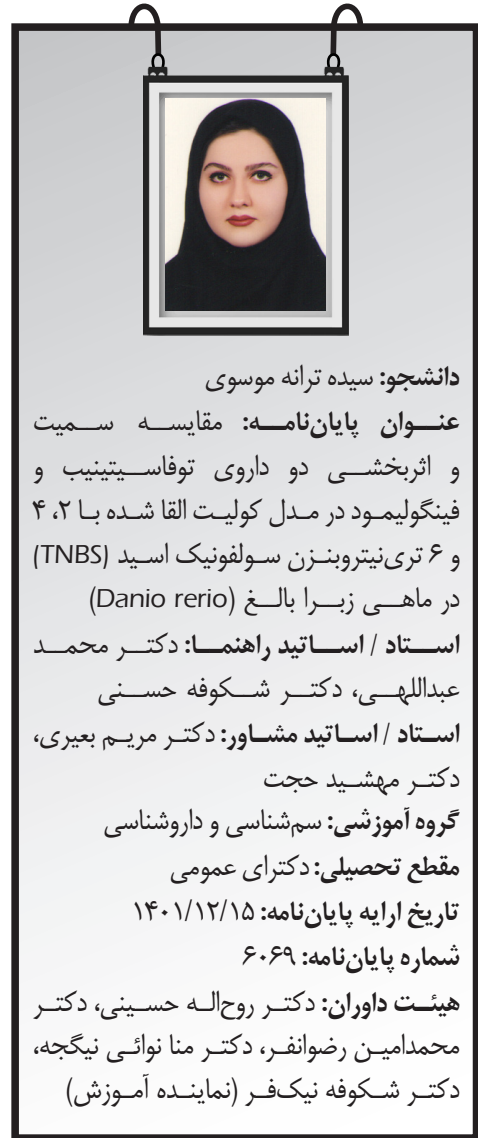 دانشجو: سیده ترانه موسوی
عنوان پایان‌نامه: مقایسه سمیت
و اثربخشی دو داروی توفاسیتینیب و
فینگولیمود در مدل کولیت القا شده با ۲، ۴
و ۶ تری‌نیتروبنزن سولفونیک اسید (TNBS)
در ماهی زبرا بالغ (Danio rerio)
استاد / اساتید راهنما: دکتر محمد
عبداللهی، دکتر شکوفه حسنی
استاد / اساتید مشاور: دکتر مریم بعیری،
دکتر مهشید حجت
گروه آموزشی: سم‌شناسی و داروشناسی
مقطع تحصیلی: دکترای عمومی
تاریخ ارایه پایان‌نامه: ۱۴۰۱/۱۲/۱۵
شماره پایان‌نامه: ۶۰۶۹
هیئت داوران: دکتر روح‌اله حسینی، دکتر
محمدامین رضوانفر، دکتر منا نوائی نیگجه،
دکتر شکوفه نیک‌فر (نماینده آموزش)